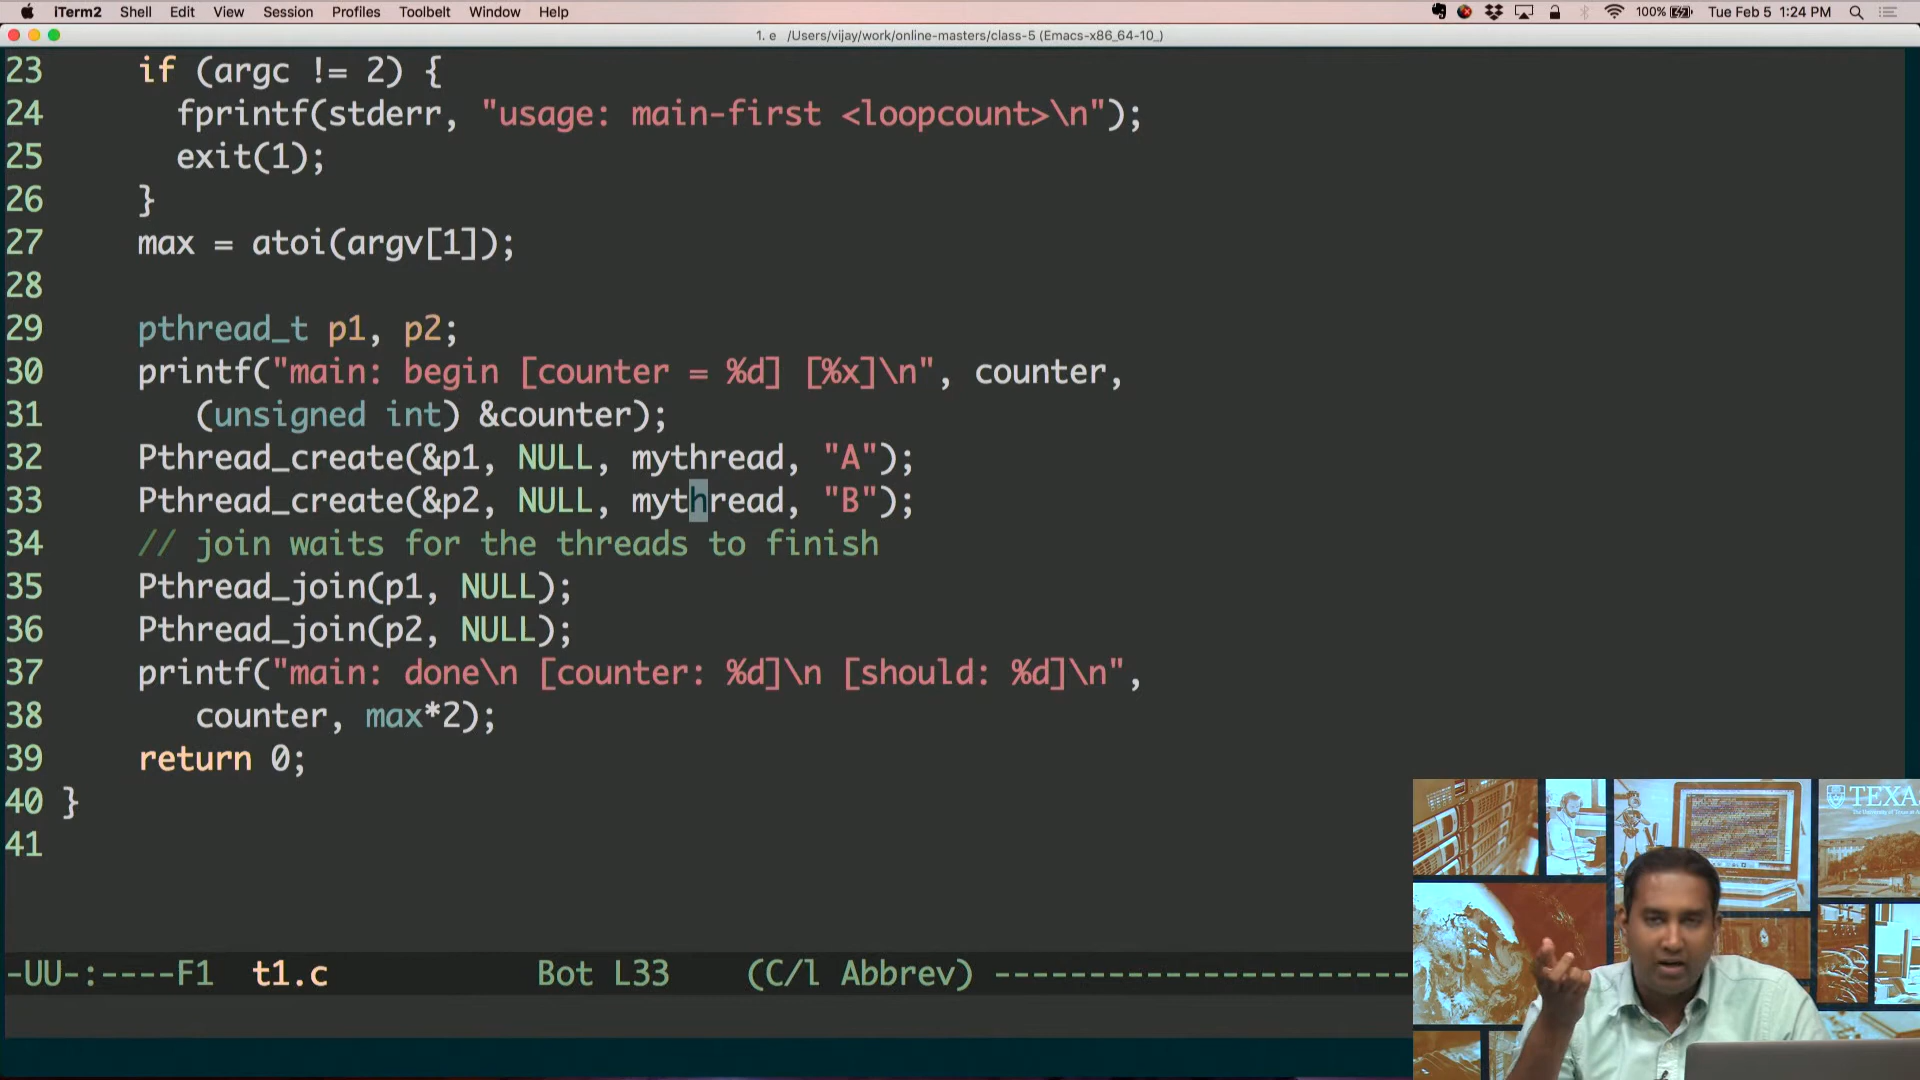 iTerm2 Shell Edit View Session Profiles Toolbelt Window Help 100% Tue Feb 5 1:24 PM
1. e /Users/vijay/work/online-masters/class-5 (Emacs-x86_64-10_)
23 if (argc != 2) {
24 fprintf(stderr, "usage: main-first <loopcount>\n");
25 exit(1);
26 }
27 max = atoi(argv[1]);
28
29 pthread_t p1, p2;
30 printf("main: begin [counter = %d] [%x]\n", counter,
31 (unsigned int) &counter);
32 Pthread_create(&p1, NULL, mythread, "A");
33 Pthread_create(&p2, NULL, mythread, "B");
34 // join waits for the threads to finish
35 Pthread_join(p1, NULL);
36 Pthread_join(p2, NULL);
37 printf("main: done\n [counter: %d]\n [should: %d]\n",
38 counter, max*2);
39 return 0;
40 }
41
-UU-:----F1 t1.c Bot L33 (C/l Abbrev) -----------------------
TEXA